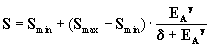 S = S_min + (S_max − S_min) · E_A^γ / (δ + E_A^γ)